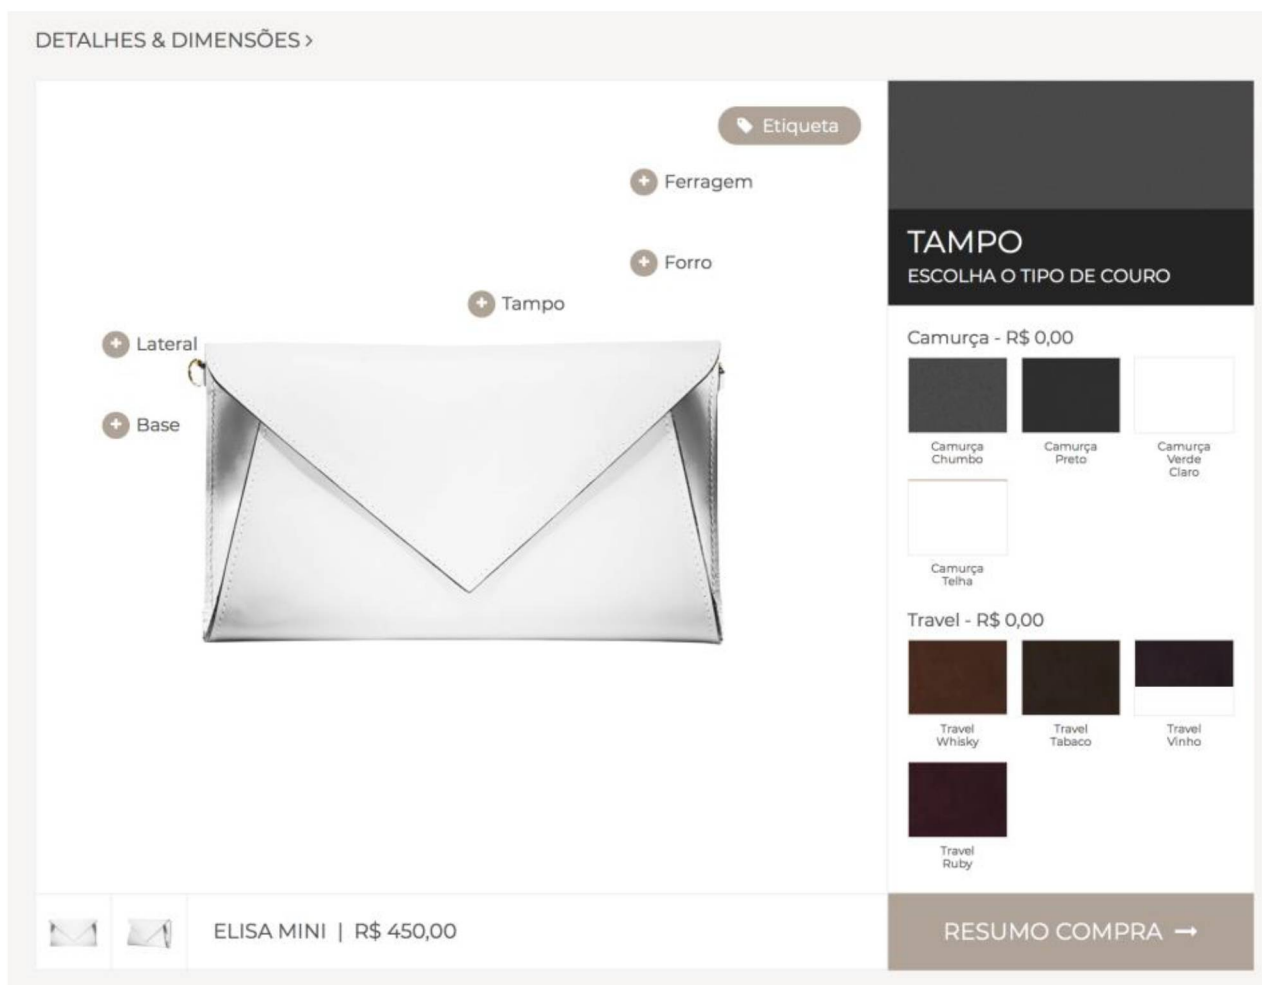 DETALHES & DIMENSÕES >
Etiqueta
Ferragem
Forro
Tampo
Lateral
Base
TAMPO
ESCOLHA O TIPO DE COURO
Camurça - R$ 0,00
Camurça
Chumbo
Camurça
Preto
Camurça
Verde
Claro
Camurça
Telha
Travel - R$ 0,00
Travel
Whisky
Travel
Tabaco
Travel
Vinho
Travel
Ruby
ELISA MINI | R$ 450,00
RESUMO COMPRA →